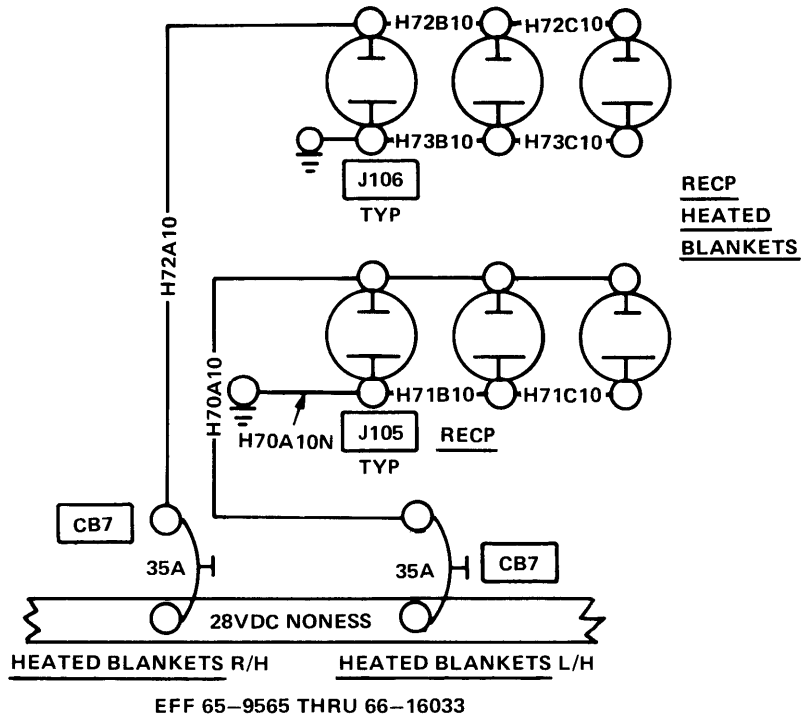 H72B10 H72C10
H73B10 H73C10
J106
TYP
RECP
HEATED
BLANKETS
H72A10
H70A10
H71B10 H71C10
H70A10N
J105 RECP
TYP
CB7
35A
35A
CB7
28VDC NONESS
HEATED BLANKETS R/H HEATED BLANKETS L/H
EFF 65–9565 THRU 66–16033